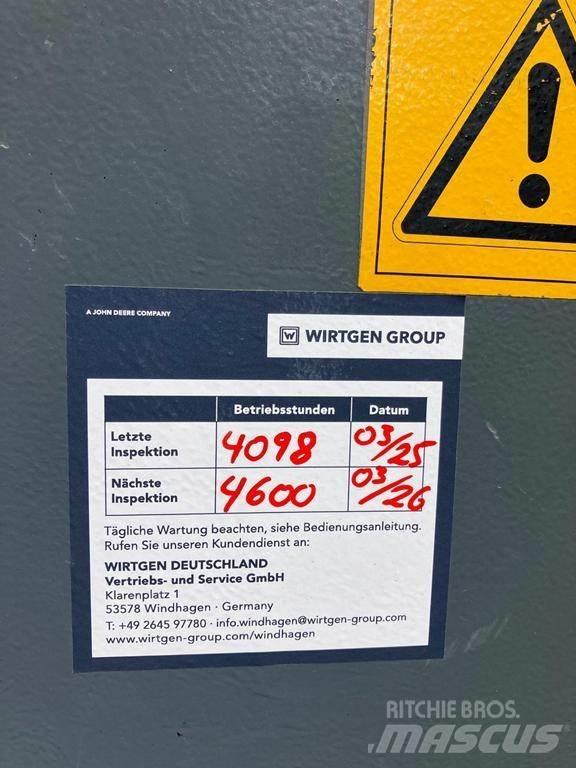 A JOHN DEERE COMPANY
WIRTGEN GROUP
Betriebsstunden Datum
Letzte Inspektion 4098 03/25
Nächste Inspektion 4600 03/26
Tägliche Wartung beachten, siehe Bedienungsanleitung.
Rufen Sie unseren Kundendienst an:
WIRTGEN DEUTSCHLAND
Vertriebs- und Service GmbH
Klarenplatz 1
53578 Windhagen · Germany
T: +49 2645 97780 · info.windhagen@wirtgen-group.com
www.wirtgen-group.com/windhagen
RITCHIE BROS.
MASCUS